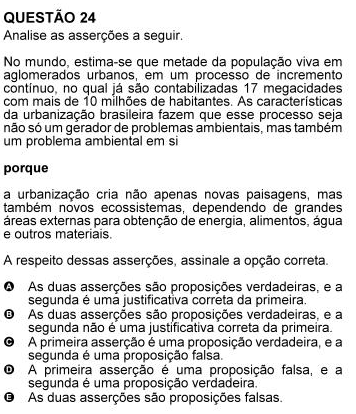 QUESTÃO 24
Analise as asserções a seguir.
No mundo, estima-se que metade da população viva em
aglomerados urbanos, em um processo de incremento
contínuo, no qual já são contabilizadas 17 megacidades
com mais de 10 milhões de habitantes. As características
da urbanização brasileira fazem que esse processo seja
não só um gerador de problemas ambientais, mas também
um problema ambiental em si
porque
a urbanização cria não apenas novas paisagens, mas
também novos ecossistemas, dependendo de grandes
áreas externas para obtenção de energia, alimentos, água
e outros materiais.
A respeito dessas asserções, assinale a opção correta.
A As duas asserções são proposições verdadeiras, e a
segunda é uma justificativa correta da primeira.
B As duas asserções são proposições verdadeiras, e a
segunda não é uma justificativa correta da primeira.
C A primeira asserção é uma proposição verdadeira, e a
segunda é uma proposição falsa.
D A primeira asserção é uma proposição falsa, e a
segunda é uma proposição verdadeira.
E As duas asserções são proposições falsas.